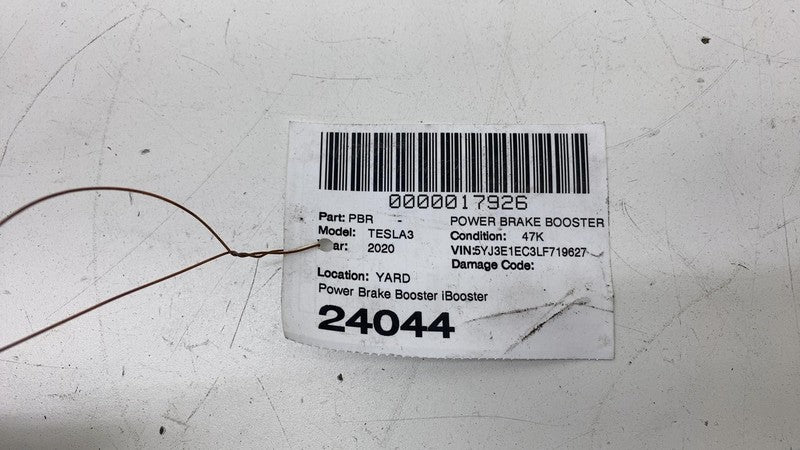 0000017926
Part: PBR - POWER BRAKE BOOSTER
Model: TESLA3 Condition: 47K
ar: 2020 VIN:5YJ3E1EC3LF719627
Damage Code:
Location: YARD
Power Brake Booster iBooster
24044